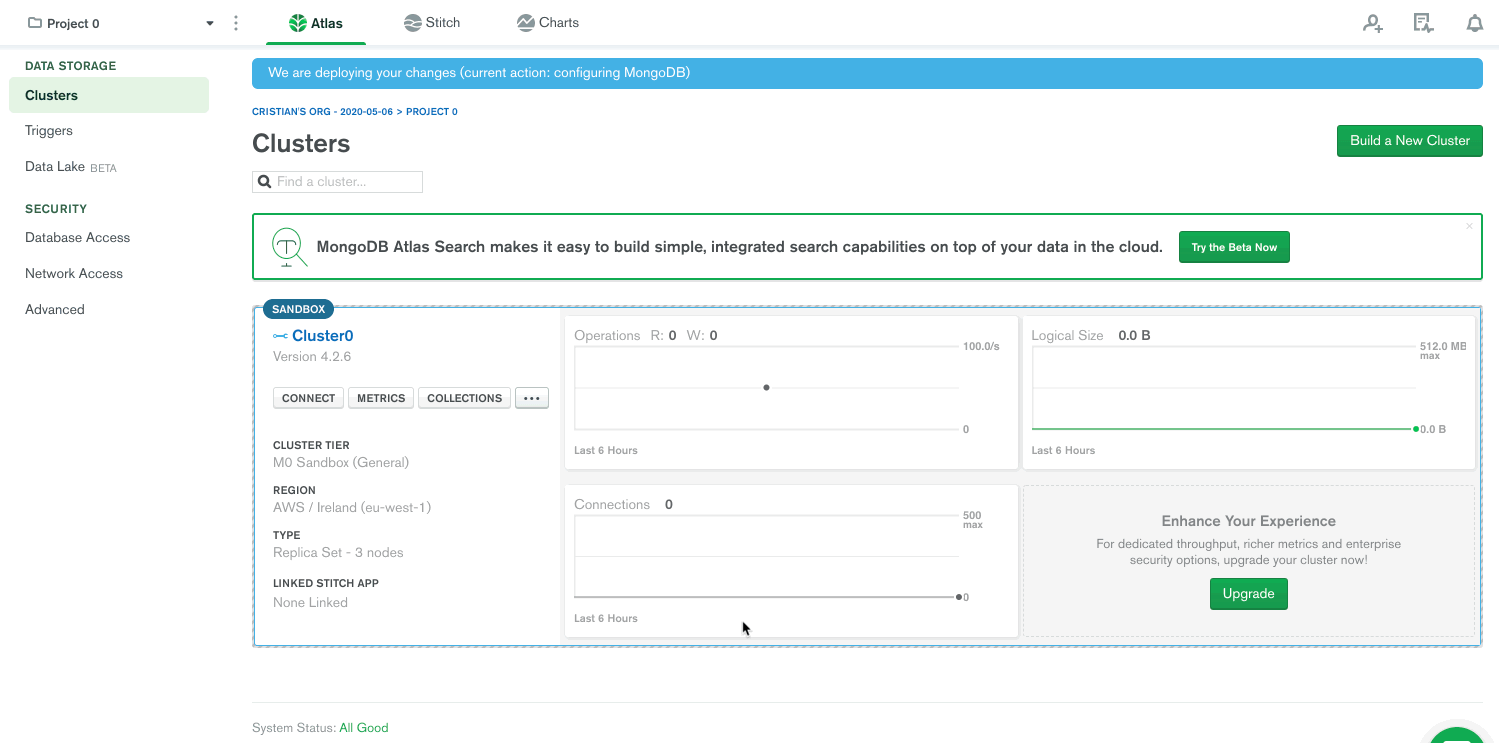 Project 0
Atlas
Stitch
Charts
DATA STORAGE
Clusters
Triggers
Data Lake BETA
SECURITY
Database Access
Network Access
Advanced
We are deploying your changes (current action: configuring MongoDB)
CRISTIAN'S ORG - 2020-05-06 > PROJECT 0
Clusters
Build a New Cluster
Find a cluster...
MongoDB Atlas Search makes it easy to build simple, integrated search capabilities on top of your data in the cloud.
Try the Beta Now
SANDBOX
Cluster0
Version 4.2.6
CONNECT
METRICS
COLLECTIONS
...
CLUSTER TIER
M0 Sandbox (General)
REGION
AWS / Ireland (eu-west-1)
TYPE
Replica Set - 3 nodes
LINKED STITCH APP
None Linked
Operations R: 0 W: 0
100.0/s
0
Last 6 Hours
Logical Size 0.0 B
512.0 MB
max
0.0 B
Last 6 Hours
Connections 0
500
max
0
Last 6 Hours
Enhance Your Experience
For dedicated throughput, richer metrics and enterprise
security options, upgrade your cluster now!
Upgrade
System Status: All Good